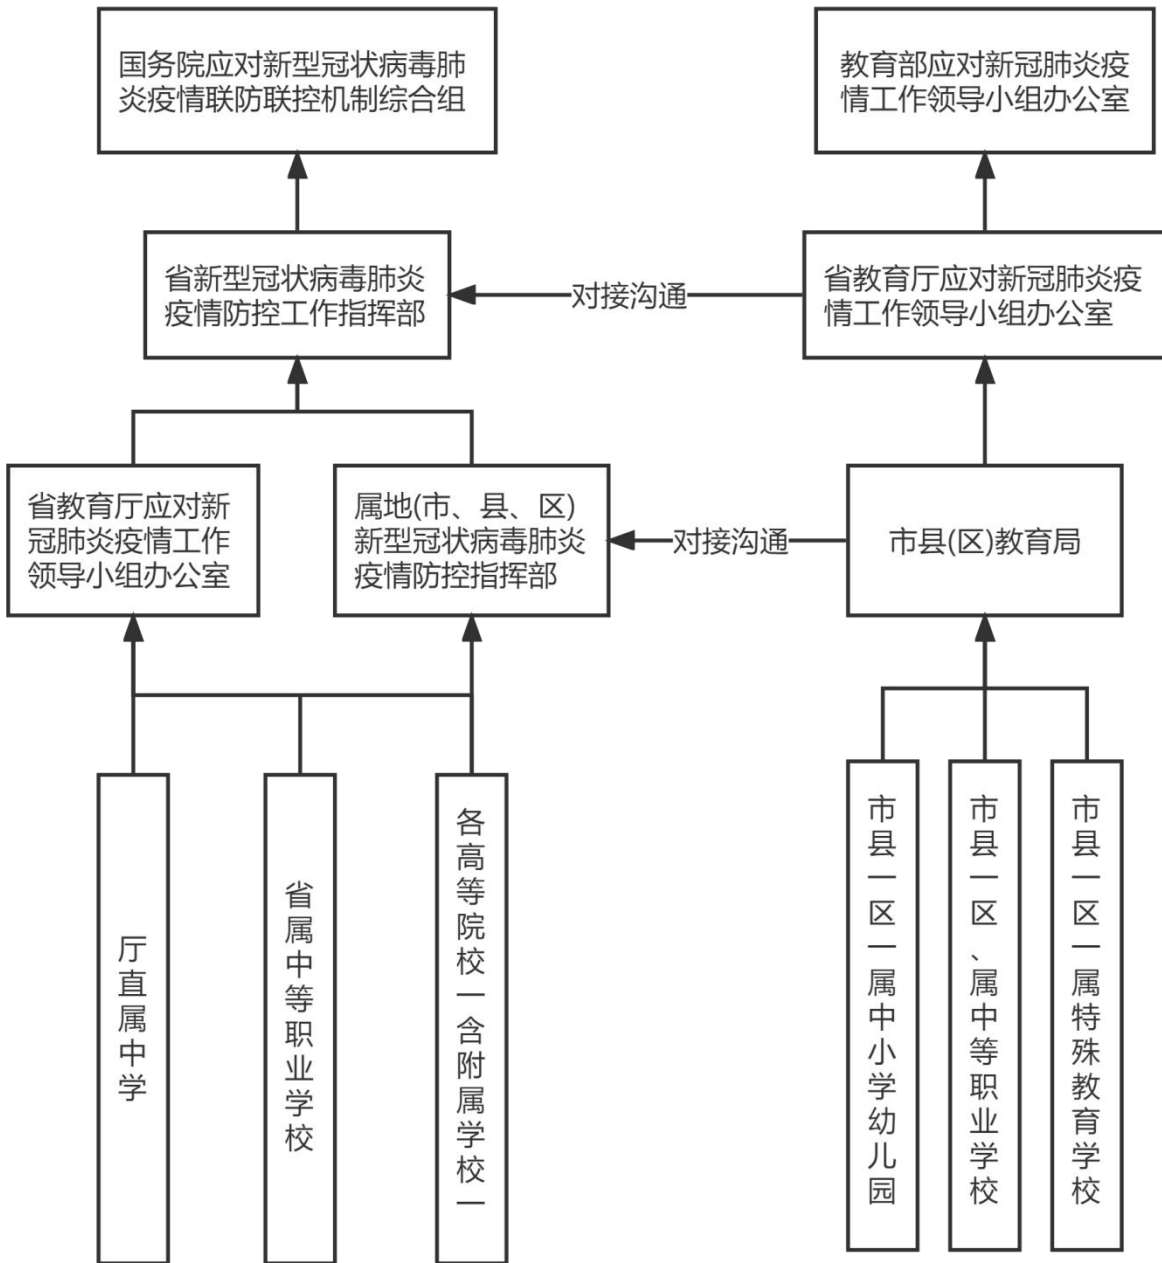 国务院应对新型冠状病毒肺
炎疫情联防联控机制综合组
教育部应对新冠肺炎疫
情工作领导小组办公室
省新型冠状病毒肺炎
疫情防控工作指挥部
对接沟通
省教育厅应对新冠肺炎疫
情工作领导小组办公室
省教育厅应对新
冠肺炎疫情工作
领导小组办公室
属地(市、县、区)
新型冠状病毒肺炎
疫情防控指挥部
对接沟通
市县(区)教育局
厅直属中学
省属中等职业学校
各高等院校一含附属学校一
市县一区一属中小学幼儿园
市县一区、属中等职业学校
市县一区一属特殊教育学校